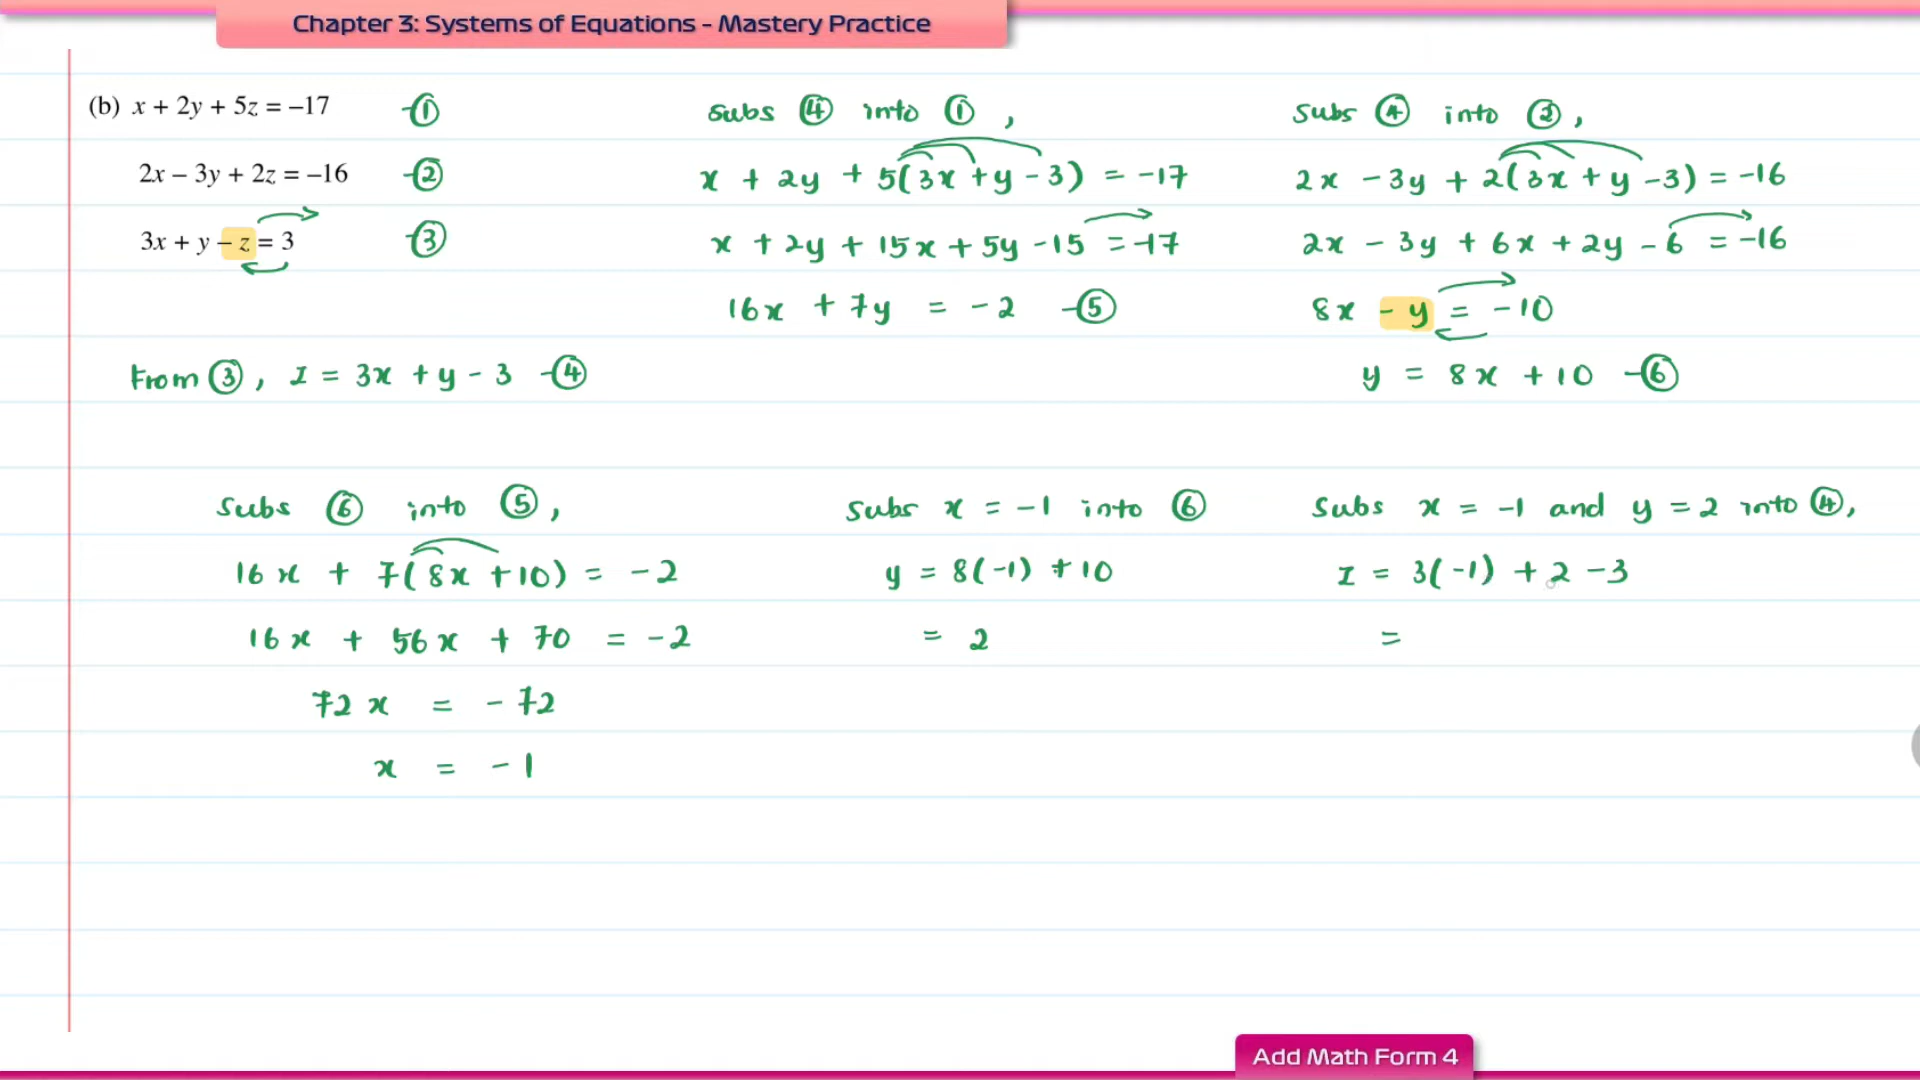 Chapter 3: Systems of Equations - Mastery Practice
(b) x + 2y + 5z = –17 -①
2x – 3y + 2z = –16 -②
3x + y – z = 3 -③
From ③, z = 3x + y - 3 -④
Subs ④ into ①,
x + 2y + 5(3x + y - 3) = -17
x + 2y + 15x + 5y - 15 = -17
16x + 7y = -2 -⑤
Subs ④ into ②,
2x - 3y + 2(3x + y - 3) = -16
2x - 3y + 6x + 2y - 6 = -16
8x - y = -10
y = 8x + 10 -⑥
Subs ⑥ into ⑤,
16x + 7(8x + 10) = -2
16x + 56x + 70 = -2
72x = -72
x = -1
Subs x = -1 into ⑥
y = 8(-1) + 10
= 2
Subs x = -1 and y = 2 into ④,
z = 3(-1) + 2 - 3
=
Add Math Form 4